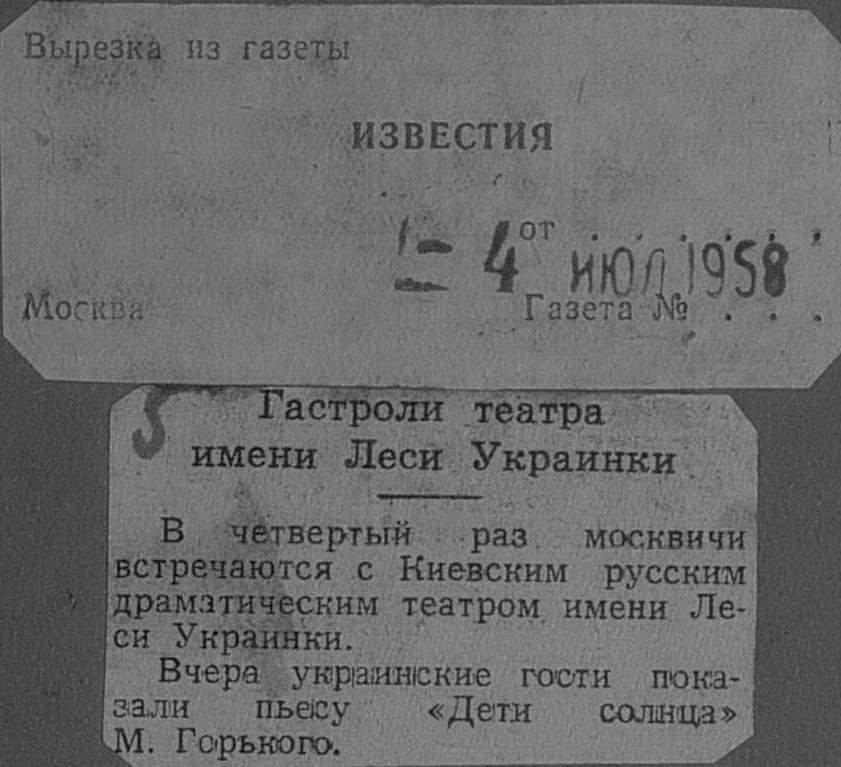 Вырезка из газеты
ИЗВЕСТИЯ
от
- 4 ИЮЛ 1958
Москва
Газета № . . .
5
Гастроли театра
имени Леси Украинки
В четвертый раз москвичи
встречаются с Киевским русским
драматическим театром имени Ле-
си Украинки.
Вчера украинские гости пока-
зали пьесу «Дети солнца»
М. Горького.